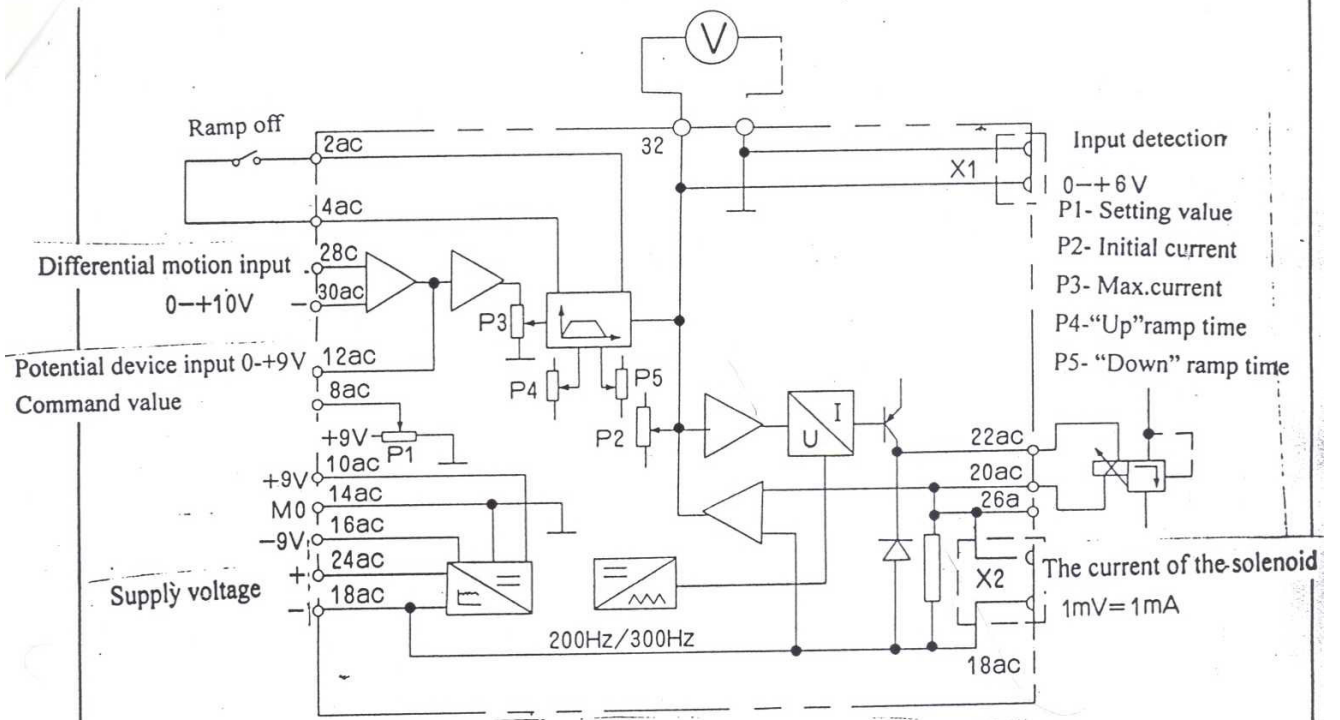 V
Ramp off
2ac
32
Input detection
X1
0-+6V
4ac
P1- Setting value
28c
P2- Initial current
Differential motion input
30ac
-
0-+10V
P3
P3- Max.current
P4-"Up"ramp time
12ac
Potential device input 0-+9V
P4
P5
P5- "Down" ramp time
Command value
8ac
+9V
P1
P2
I
U
22ac
10ac
+9V
20ac
14ac
M0
26a
16ac
-9V
24ac
+
The current of the solenoid
X2
Supply voltage
18ac
-
1mV=1mA
200Hz/300Hz
18ac